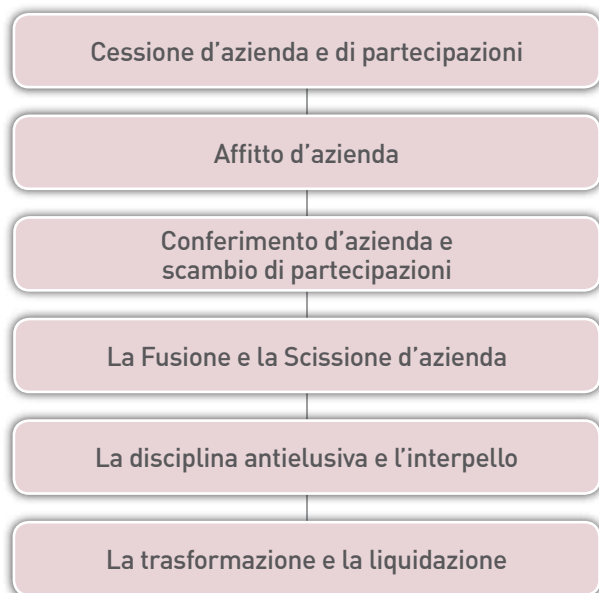 Cessione d’azienda e di partecipazioni
Affitto d’azienda
Conferimento d’azienda e
scambio di partecipazioni
La Fusione e la Scissione d’azienda
La disciplina antielusiva e l’interpello
La trasformazione e la liquidazione